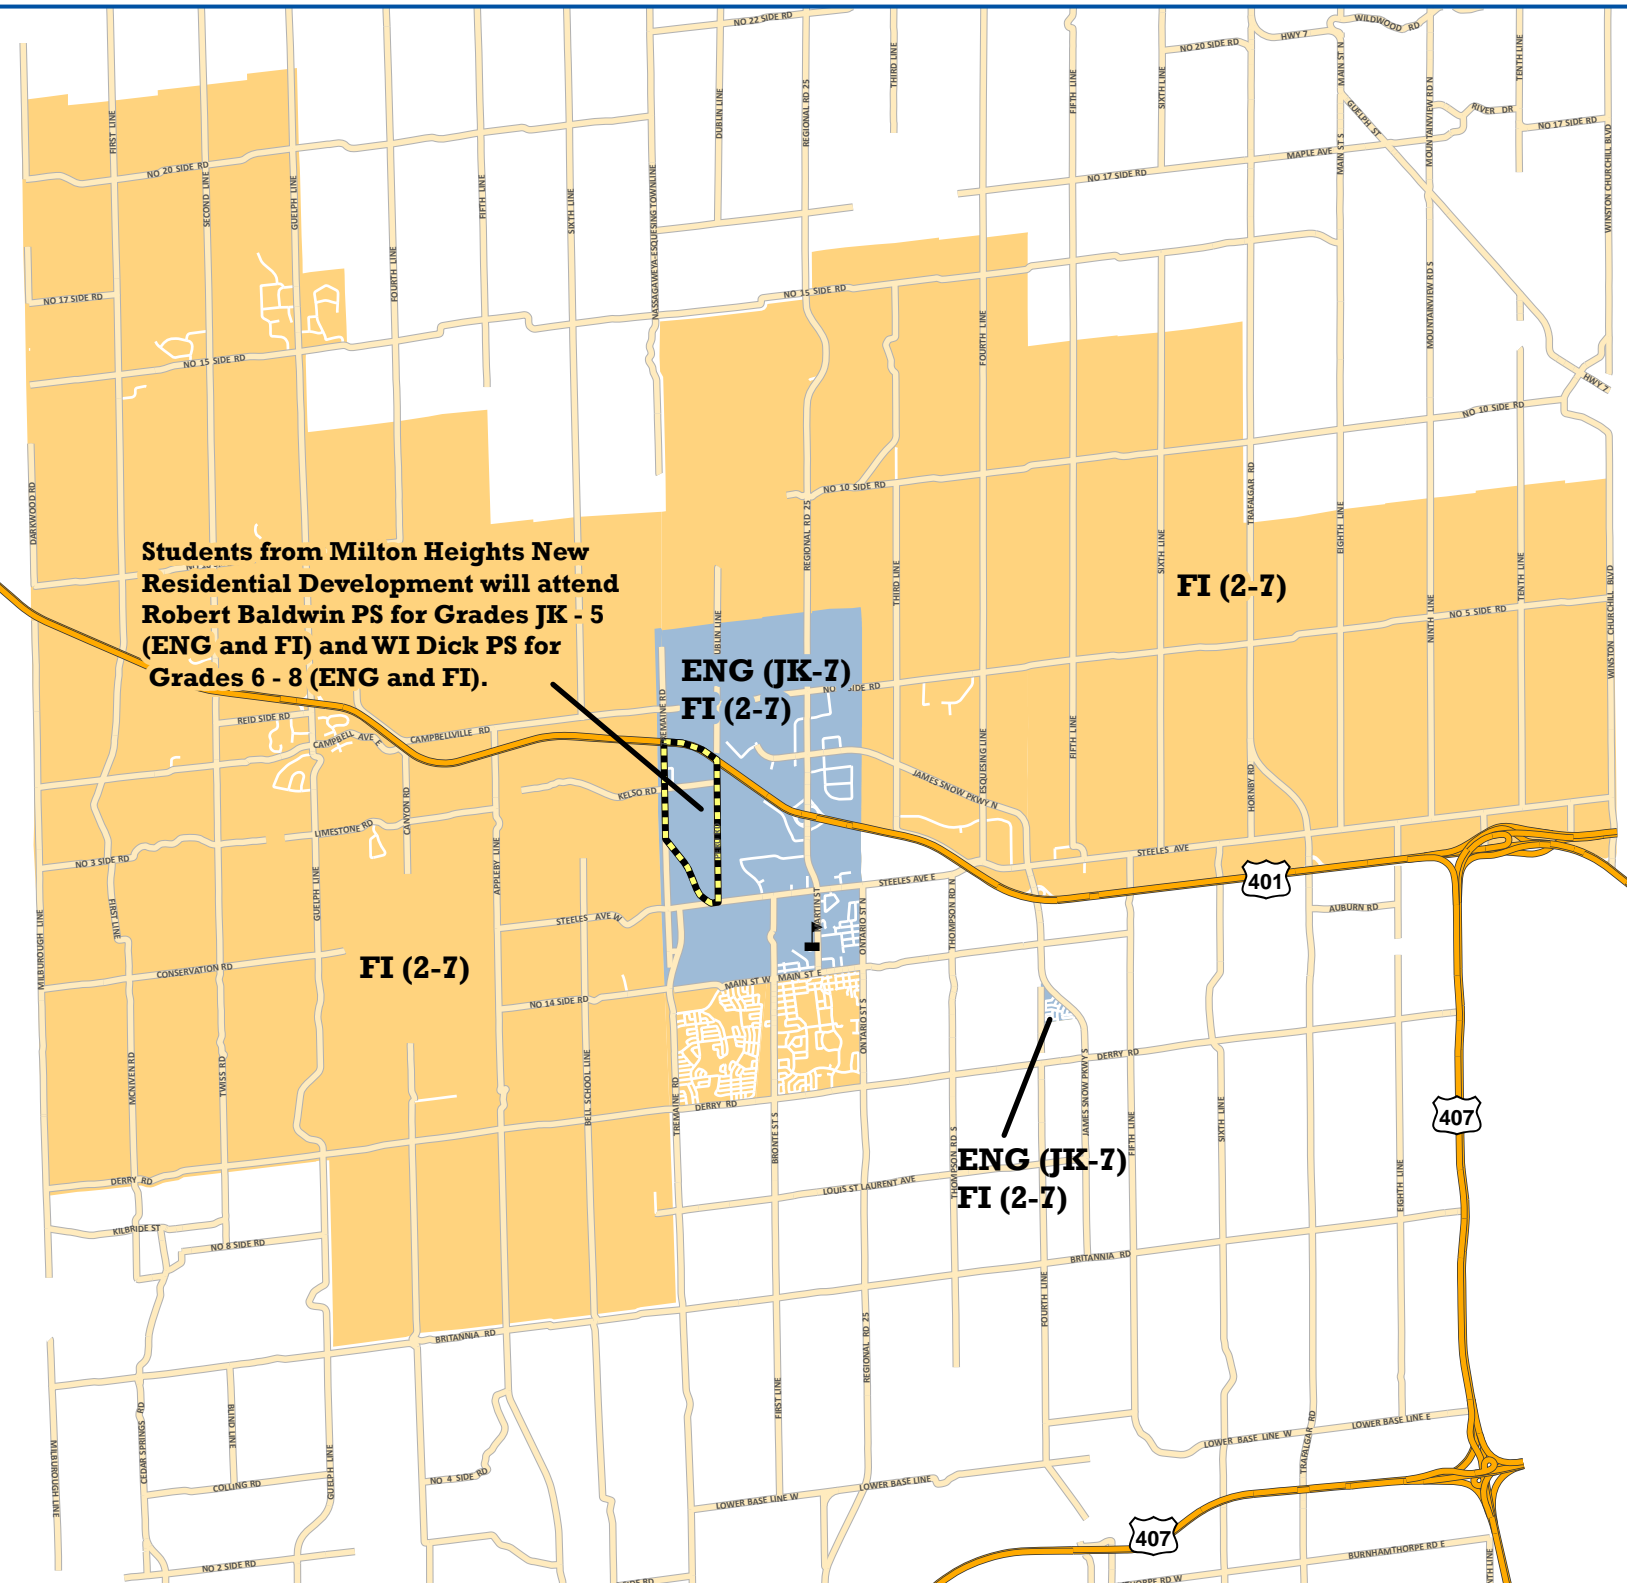 NO 22 SIDE RD
WILDWOOD RD
HWY 7
NO 20 SIDE RD
FIRST LINE
DUBLIN LINE
REGIONAL RD 25
THIRD LINE
FIFTH LINE
SIXTH LINE
MAIN ST N
MOUNTAINVIEW RD N
TENTH LINE
GUELPH ST
RIVER DR
NO 17 SIDE RD
MAPLE AVE
MAIN ST S
NO 17 SIDE RD
WINSTON CHURCHILL BLVD
NO 20 SIDE RD
SECOND LINE
GUELPH LINE
FOURTH LINE
FIFTH LINE
SIXTH LINE
NASSAGAWEYA-ESQUESING TOWNLINE
NO 17 SIDE RD
NO 15 SIDE RD
NO 15 SIDE RD
FOURTH LINE
MOUNTAINVIEW RD S
HWY 7
NO 10 SIDE RD
NO 10 SIDE RD
DARKWOOD RD
REGIONAL RD 25
THIRD LINE
SIXTH LINE
TRAFALGAR RD
EIGHTH LINE
NINTH LINE
TENTH LINE
WINSTON CHURCHILL BLVD
NO 5 SIDE RD
Students from Milton Heights New
Residential Development will attend
Robert Baldwin PS for Grades JK - 5
(ENG and FI) and WI Dick PS for
Grades 6 - 8 (ENG and FI).
FI (2-7)
ENG (JK-7)
FI (2-7)
SIDE RD
REID SIDE RD
CAMPBELL AVE E
CAMPBELLVILLE RD
KELSO RD
LIMESTONE RD
CANYON RD
NO 3 SIDE RD
JAMES SNOW PKWY N
ESQUESING LINE
FIFTH LINE
HORNBY RD
STEELES AVE
401
APPLEBY LINE
GUELPH LINE
FIRST LINE
MILBOROUGH LINE
STEELES AVE W
STEELES AVE E
MARTIN ST
ONTARIO ST N
THOMPSON RD N
AUBURN RD
FI (2-7)
CONSERVATION RD
NO 14 SIDE RD
MAIN ST W
MAIN ST E
ONTARIO ST S
MCNIVEN RD
TWISS RD
BELL SCHOOL LINE
TREMAINE RD
DERRY RD
DERRY RD
BRONTE ST S
JAMES SNOW PKWY S
FIFTH LINE
SIXTH LINE
407
ENG (JK-7)
FI (2-7)
THOMPSON RD S
LOUIS ST LAURENT AVE
EIGHTH LINE
DERRY RD
KILBRIDE ST
NO 8 SIDE RD
BRITANNIA RD
BRITANNIA RD
FOURTH LINE
REGIONAL RD 25
FIRST LINE
CEDAR SPRINGS RD
BLIND LINE
MILBUROUGH LINE
GUELPH LINE
COLLING RD
NO 4 SIDE RD
LOWER BASE LINE W
LOWER BASE LINE
LOWER BASE LINE W
LOWER BASE LINE E
TRAFALGAR RD
407
NO 2 SIDE RD
BURNHAMTHORPE RD E